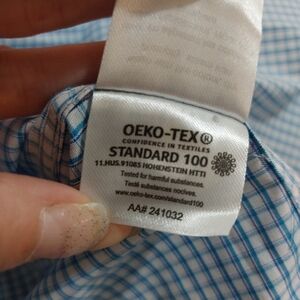 OEKO-TEX®
CONFIDENCE IN TEXTILES
STANDARD 100
11.HUS.91085 HOHENSTEIN HTTI
Tested for harmful substances.
Testé substances nocives.
www.oeko-tex.com/standard100
AA# 241032